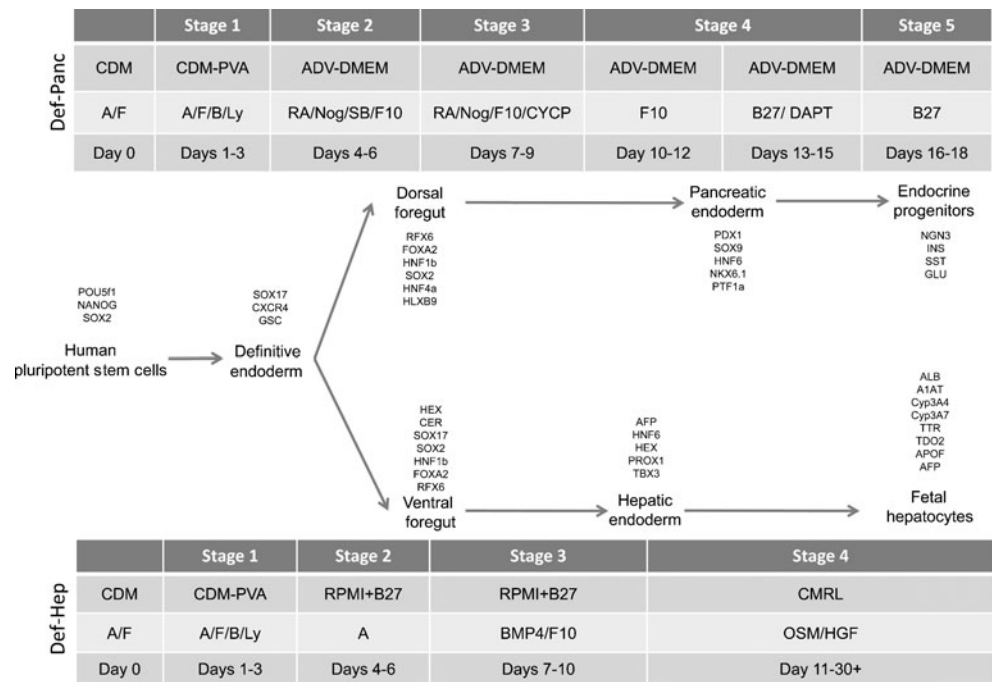 Stage 1 Stage 2 Stage 3 Stage 4 Stage 5
Def-Panc
CDM CDM-PVA ADV-DMEM ADV-DMEM ADV-DMEM ADV-DMEM ADV-DMEM
A/F A/F/B/Ly RA/Nog/SB/F10 RA/Nog/F10/CYCP F10 B27/ DAPT B27
Day 0 Days 1-3 Days 4-6 Days 7-9 Day 10-12 Days 13-15 Days 16-18
Dorsal
foregut
RFX6
FOXA2
HNF1b
SOX2
HNF4a
HLXB9
Pancreatic
endoderm
PDX1
SOX9
HNF6
NKX6.1
PTF1a
Endocrine
progenitors
NGN3
INS
SST
GLU
POU5f1
NANOG
SOX2
Human
pluripotent stem cells
SOX17
CXCR4
GSC
Definitive
endoderm
HEX
CER
SOX17
SOX2
HNF1b
FOXA2
RFX6
Ventral
foregut
AFP
HNF6
HEX
PROX1
TBX3
Hepatic
endoderm
ALB
A1AT
Cyp3A4
Cyp3A7
TTR
TDO2
APOF
AFP
Fetal
hepatocytes
Stage 1 Stage 2 Stage 3 Stage 4
Def-Hep
CDM CDM-PVA RPMI+B27 RPMI+B27 CMRL
A/F A/F/B/Ly A BMP4/F10 OSM/HGF
Day 0 Days 1-3 Days 4-6 Days 7-10 Day 11-30+